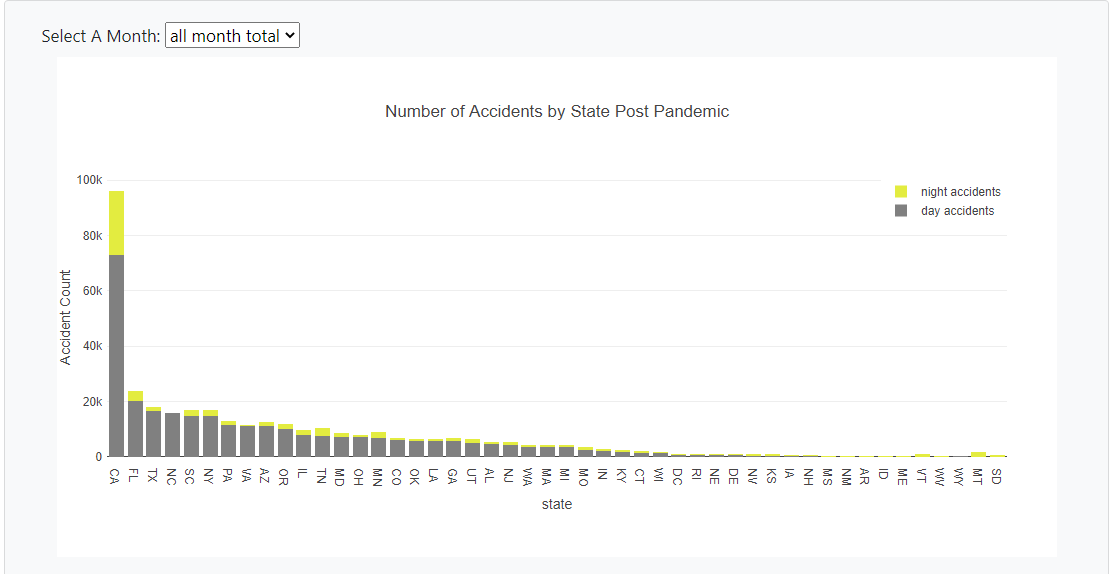 Select A Month: all month total
Number of Accidents by State Post Pandemic
100k
80k
60k
40k
20k
0
Accident Count
night accidents
day accidents
CA FL TX NC SC NY PA VA AZ OR IL TN MD OH MN CO OK LA GA UT AL NJ WA MA MI MO IN KY CT WI DC RI NE DE NV KS IA NH MS NM AR ID ME VT WV WY MT SD
state